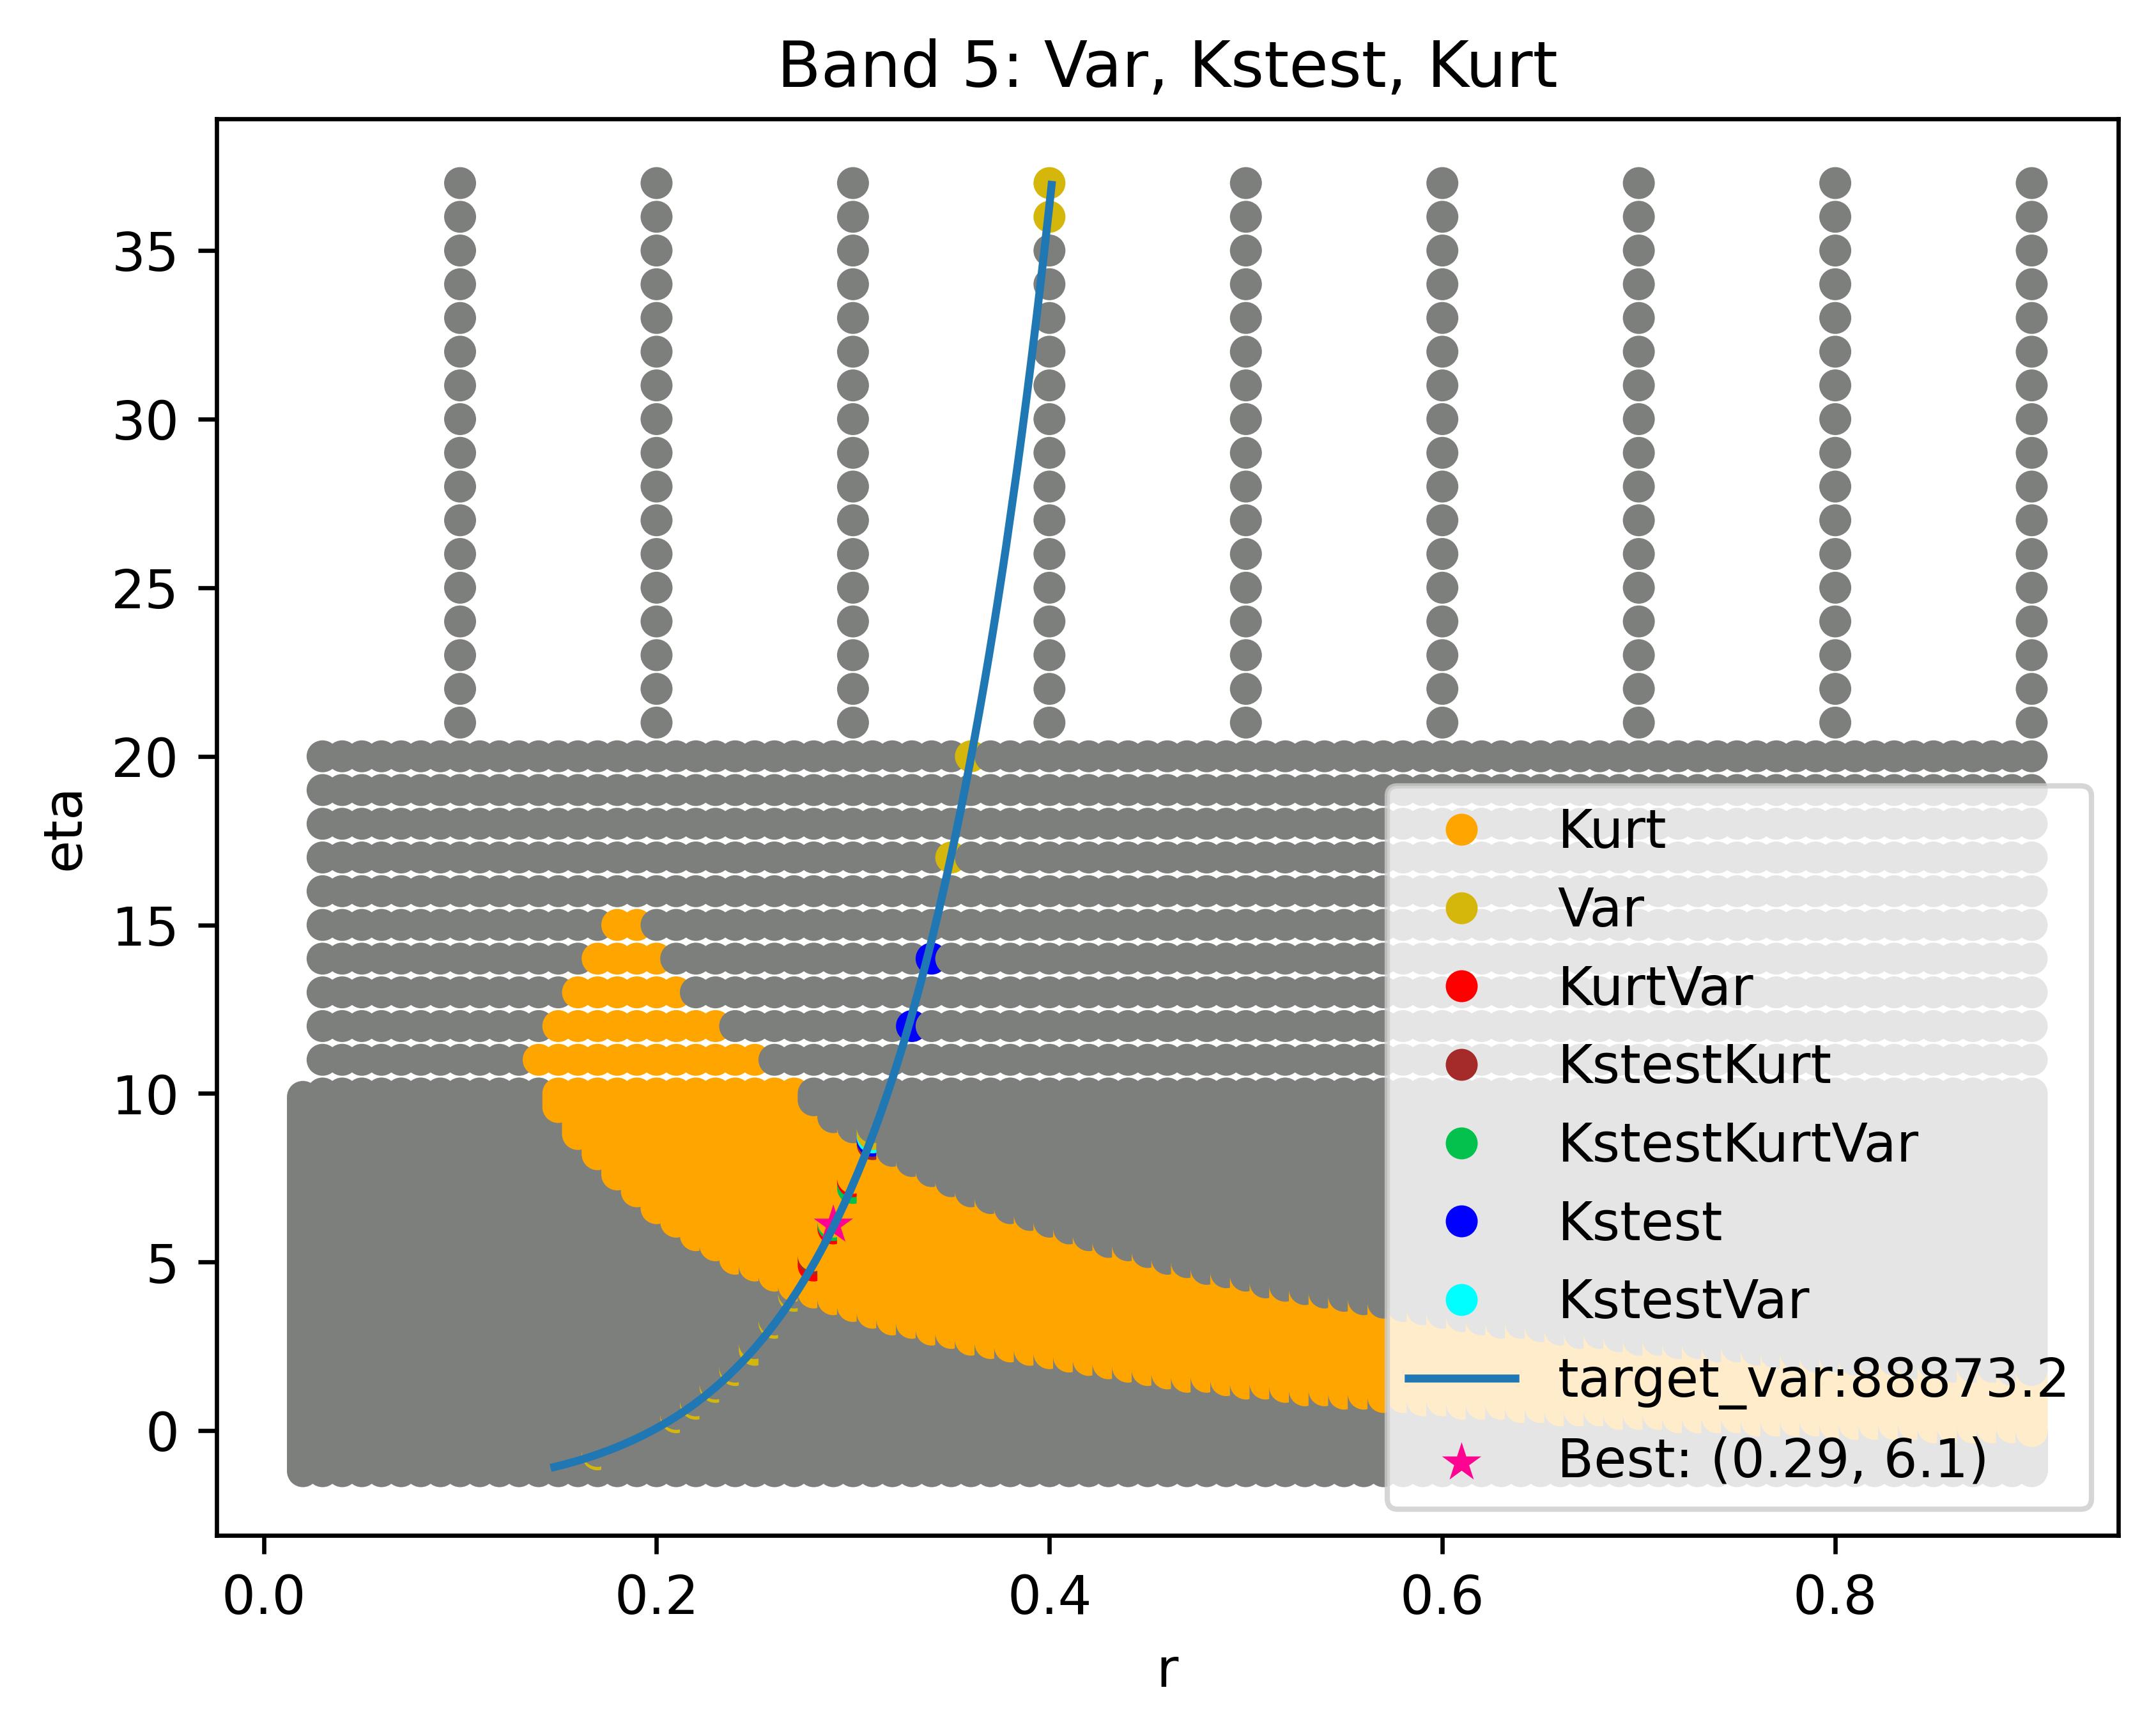 Band 5: Var, Kstest, Kurt
eta
35
30
25
20
15
10
5
0
Kurt
Var
KurtVar
KstestKurt
KstestKurtVar
Kstest
KstestVar
target_var:88873.2
Best: (0.29, 6.1)
0.0 0.2 0.4 0.6 0.8
r